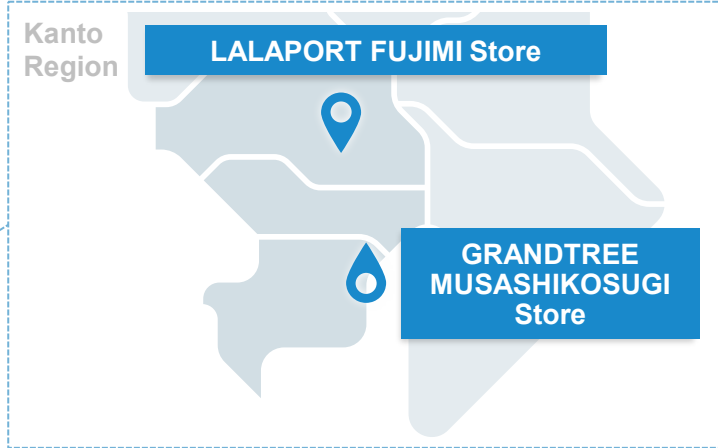 Kanto
Region
LALAPORT FUJIMI Store
GRANDTREE
MUSASHIKOSUGI
Store